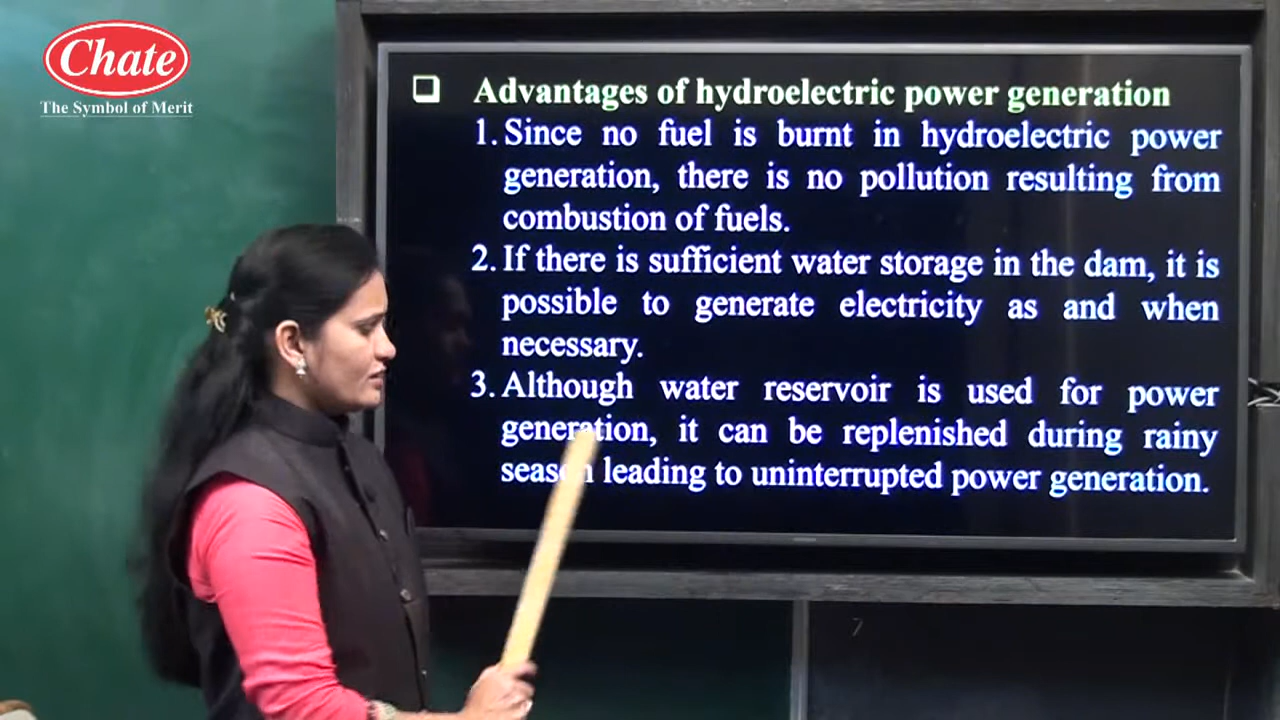 Chate
The Symbol of Merit
❑ Advantages of hydroelectric power generation
1. Since no fuel is burnt in hydroelectric power
generation, there is no pollution resulting from
combustion of fuels.
2. If there is sufficient water storage in the dam, it is
possible to generate electricity as and when
necessary.
3. Although water reservoir is used for power
generation, it can be replenished during rainy
season leading to uninterrupted power generation.